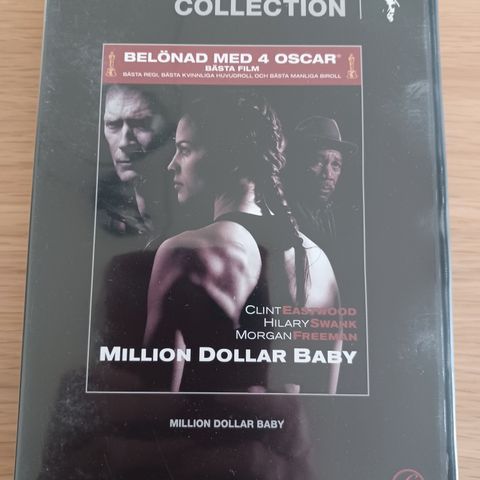 COLLECTION
BELÖNAD MED 4 OSCAR®
BÄSTA FILM
BÄSTA REGI, BÄSTA KVINNLIGA HUVUDROLL OCH BÄSTA MANLIGA BIROLL
CLINT EASTWOOD
HILARY SWANK
MORGAN FREEMAN
MILLION DOLLAR BABY
MILLION DOLLAR BABY